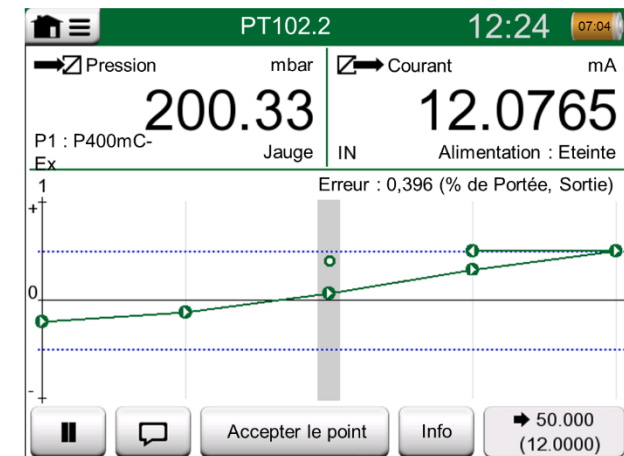 PT102.2 12:24 07:04
Pression mbar
200.33
P1 : P400mC-
Ex
Jauge
Courant mA
12.0765
IN Alimentation : Eteinte
1 Erreur : 0,396 (% de Portée, Sortie)
+
0
-
Accepter le point
Info
50.000
(12.0000)